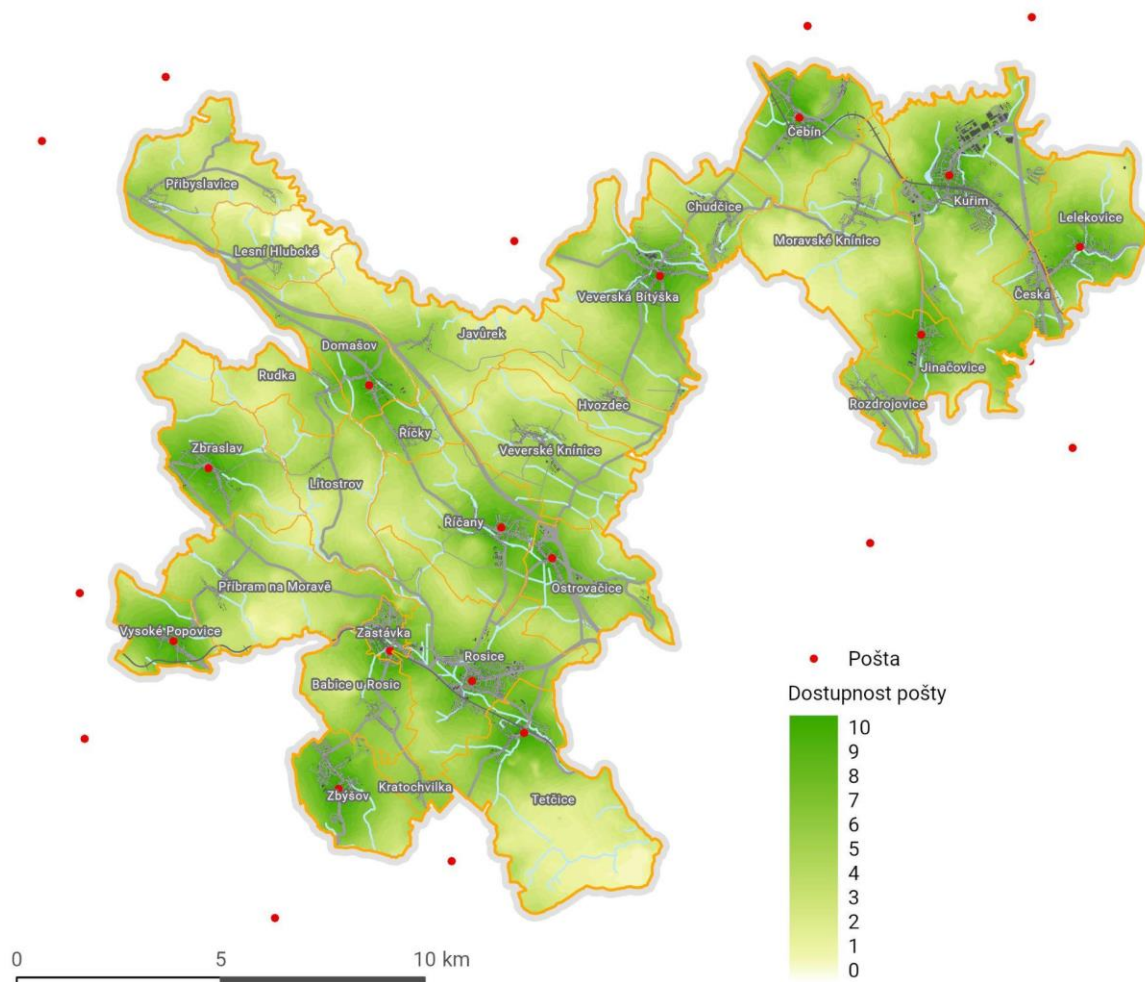 Čebín
Kuřim
Přibyslavice
Chudčice
Lelekovice
Moravské Knínice
Lesní Hluboké
Veverská Bítýška
Česká
Javůrek
Domašov
Jinačovice
Rudka
Hvozdec
Rozdrojovice
Říčky
Zbraslav
Veverské Knínice
Litostrov
Říčany
Příbram na Moravě
Ostrovačice
Vysoké Popovice
Zastávka
Rosice
Babice u Rosic
Kratochvilka
Zbýšov
Tetčice
Pošta
Dostupnost pošty
10
9
8
7
6
5
4
3
2
1
0
0 5 10 km